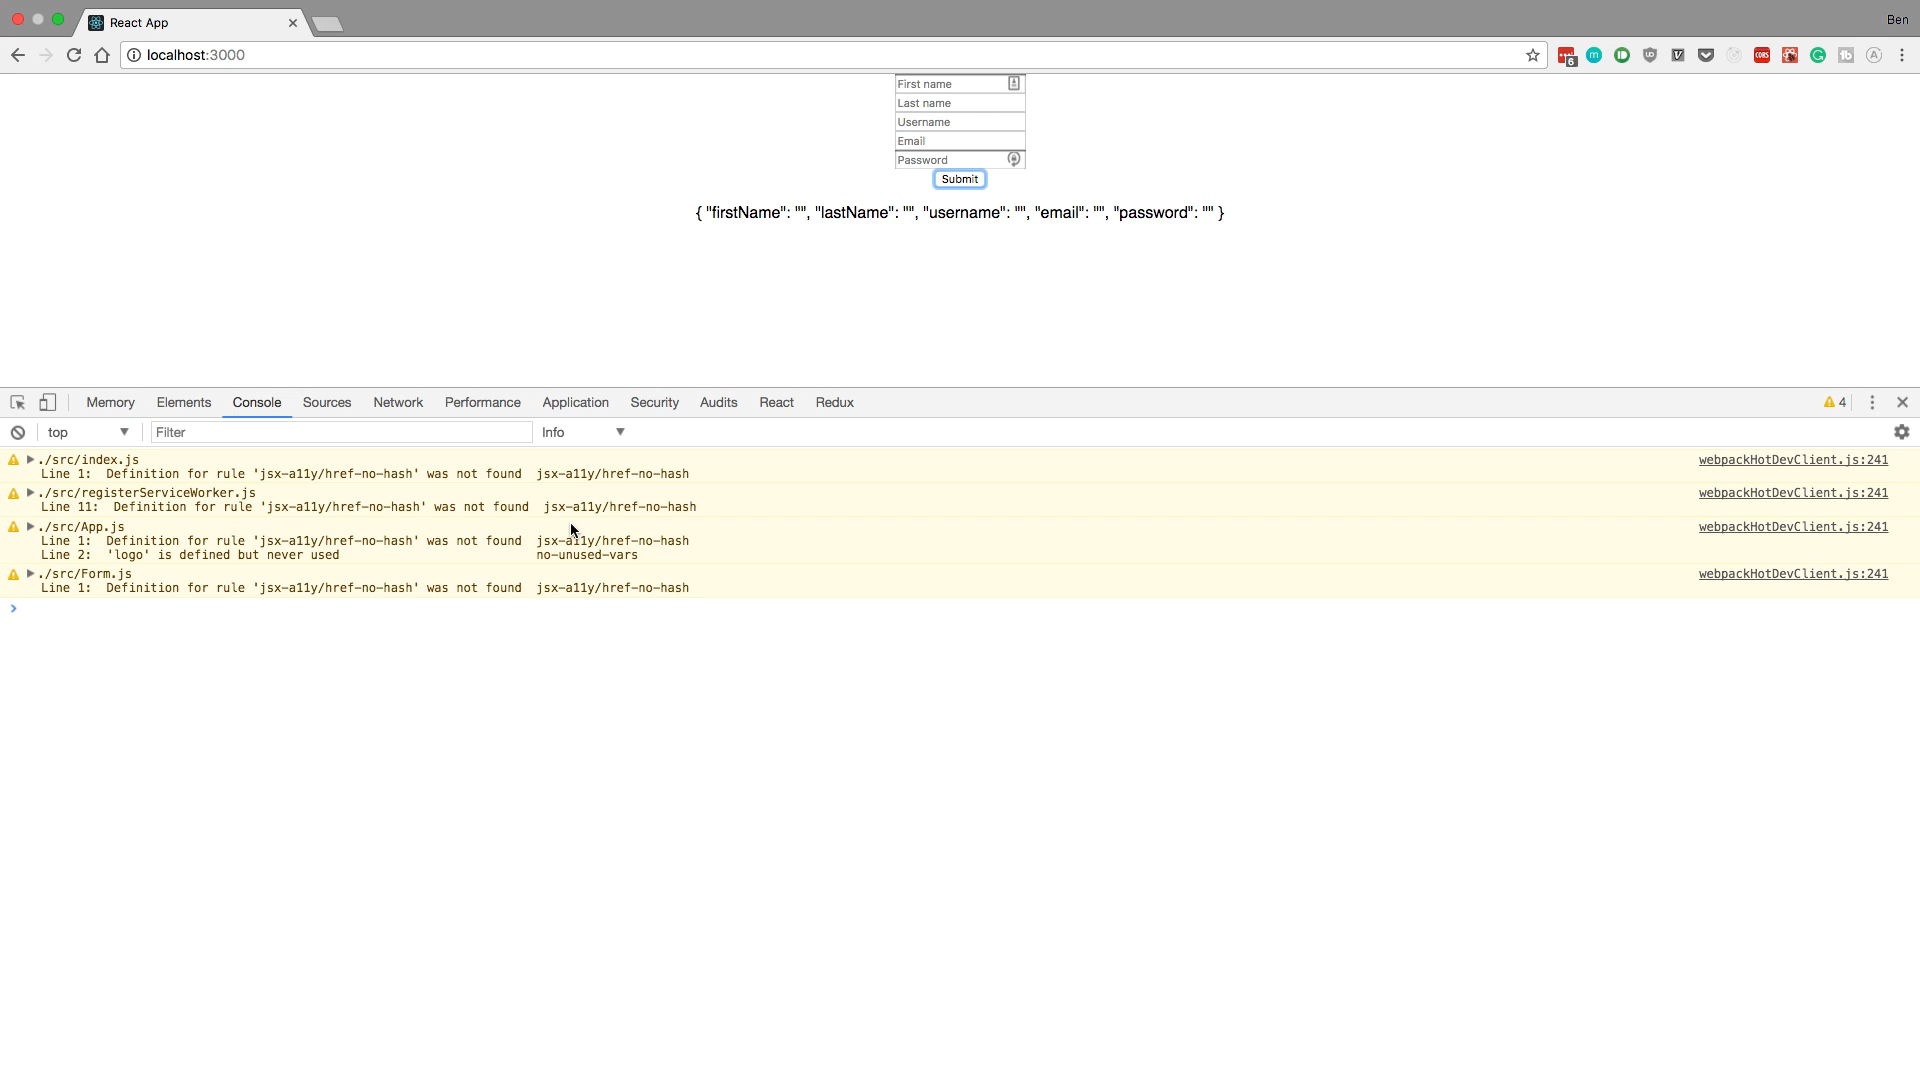 React App
Ben
localhost:3000
6
CORS
First name
Last name
Username
Email
Password
Submit
{ "firstName": "", "lastName": "", "username": "", "email": "", "password": "" }
Memory Elements Console Sources Network Performance Application Security Audits React Redux 4
top Filter Info
./src/index.js webpackHotDevClient.js:241
Line 1: Definition for rule 'jsx-a11y/href-no-hash' was not found jsx-a11y/href-no-hash
./src/registerServiceWorker.js webpackHotDevClient.js:241
Line 11: Definition for rule 'jsx-a11y/href-no-hash' was not found jsx-a11y/href-no-hash
./src/App.js webpackHotDevClient.js:241
Line 1: Definition for rule 'jsx-a11y/href-no-hash' was not found jsx-a11y/href-no-hash
Line 2: 'logo' is defined but never used no-unused-vars
./src/Form.js webpackHotDevClient.js:241
Line 1: Definition for rule 'jsx-a11y/href-no-hash' was not found jsx-a11y/href-no-hash